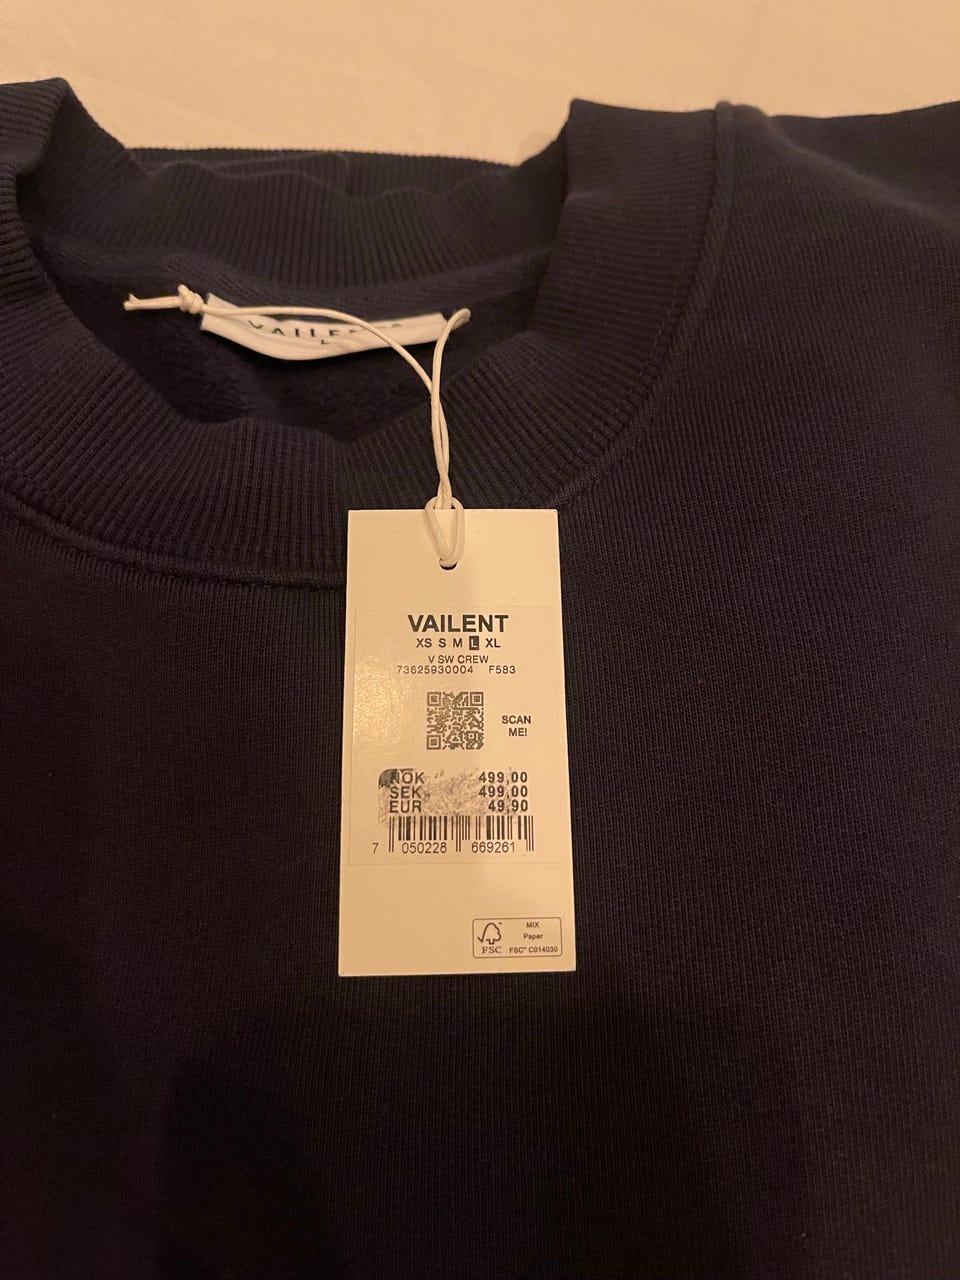 L
VAILENT
XS S M L XL
V SW CREW
73625930004 F583
SCAN
ME!
NOK 499,00
SEK 499,00
EUR 49,90
7 050228 669261
MIX
Paper
FSC
FSC™ C014030